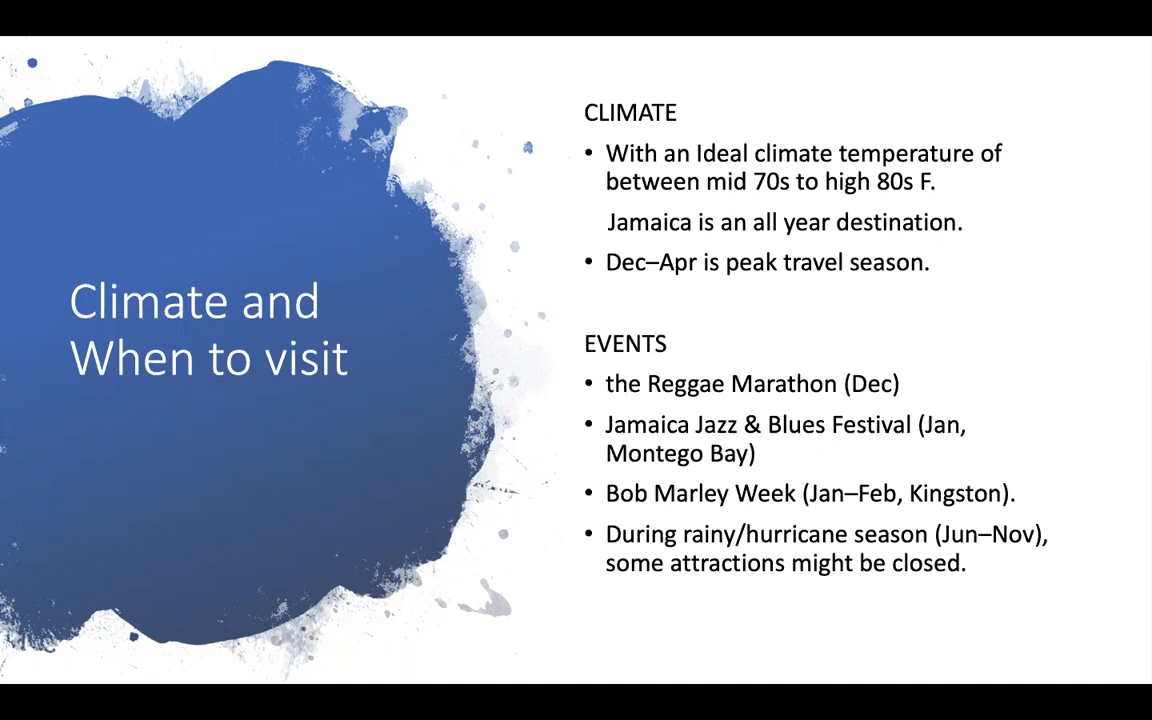 Climate and
When to visit
CLIMATE
• With an Ideal climate temperature of
between mid 70s to high 80s F.
Jamaica is an all year destination.
• Dec–Apr is peak travel season.
EVENTS
• the Reggae Marathon (Dec)
• Jamaica Jazz & Blues Festival (Jan,
Montego Bay)
• Bob Marley Week (Jan–Feb, Kingston).
• During rainy/hurricane season (Jun–Nov),
some attractions might be closed.